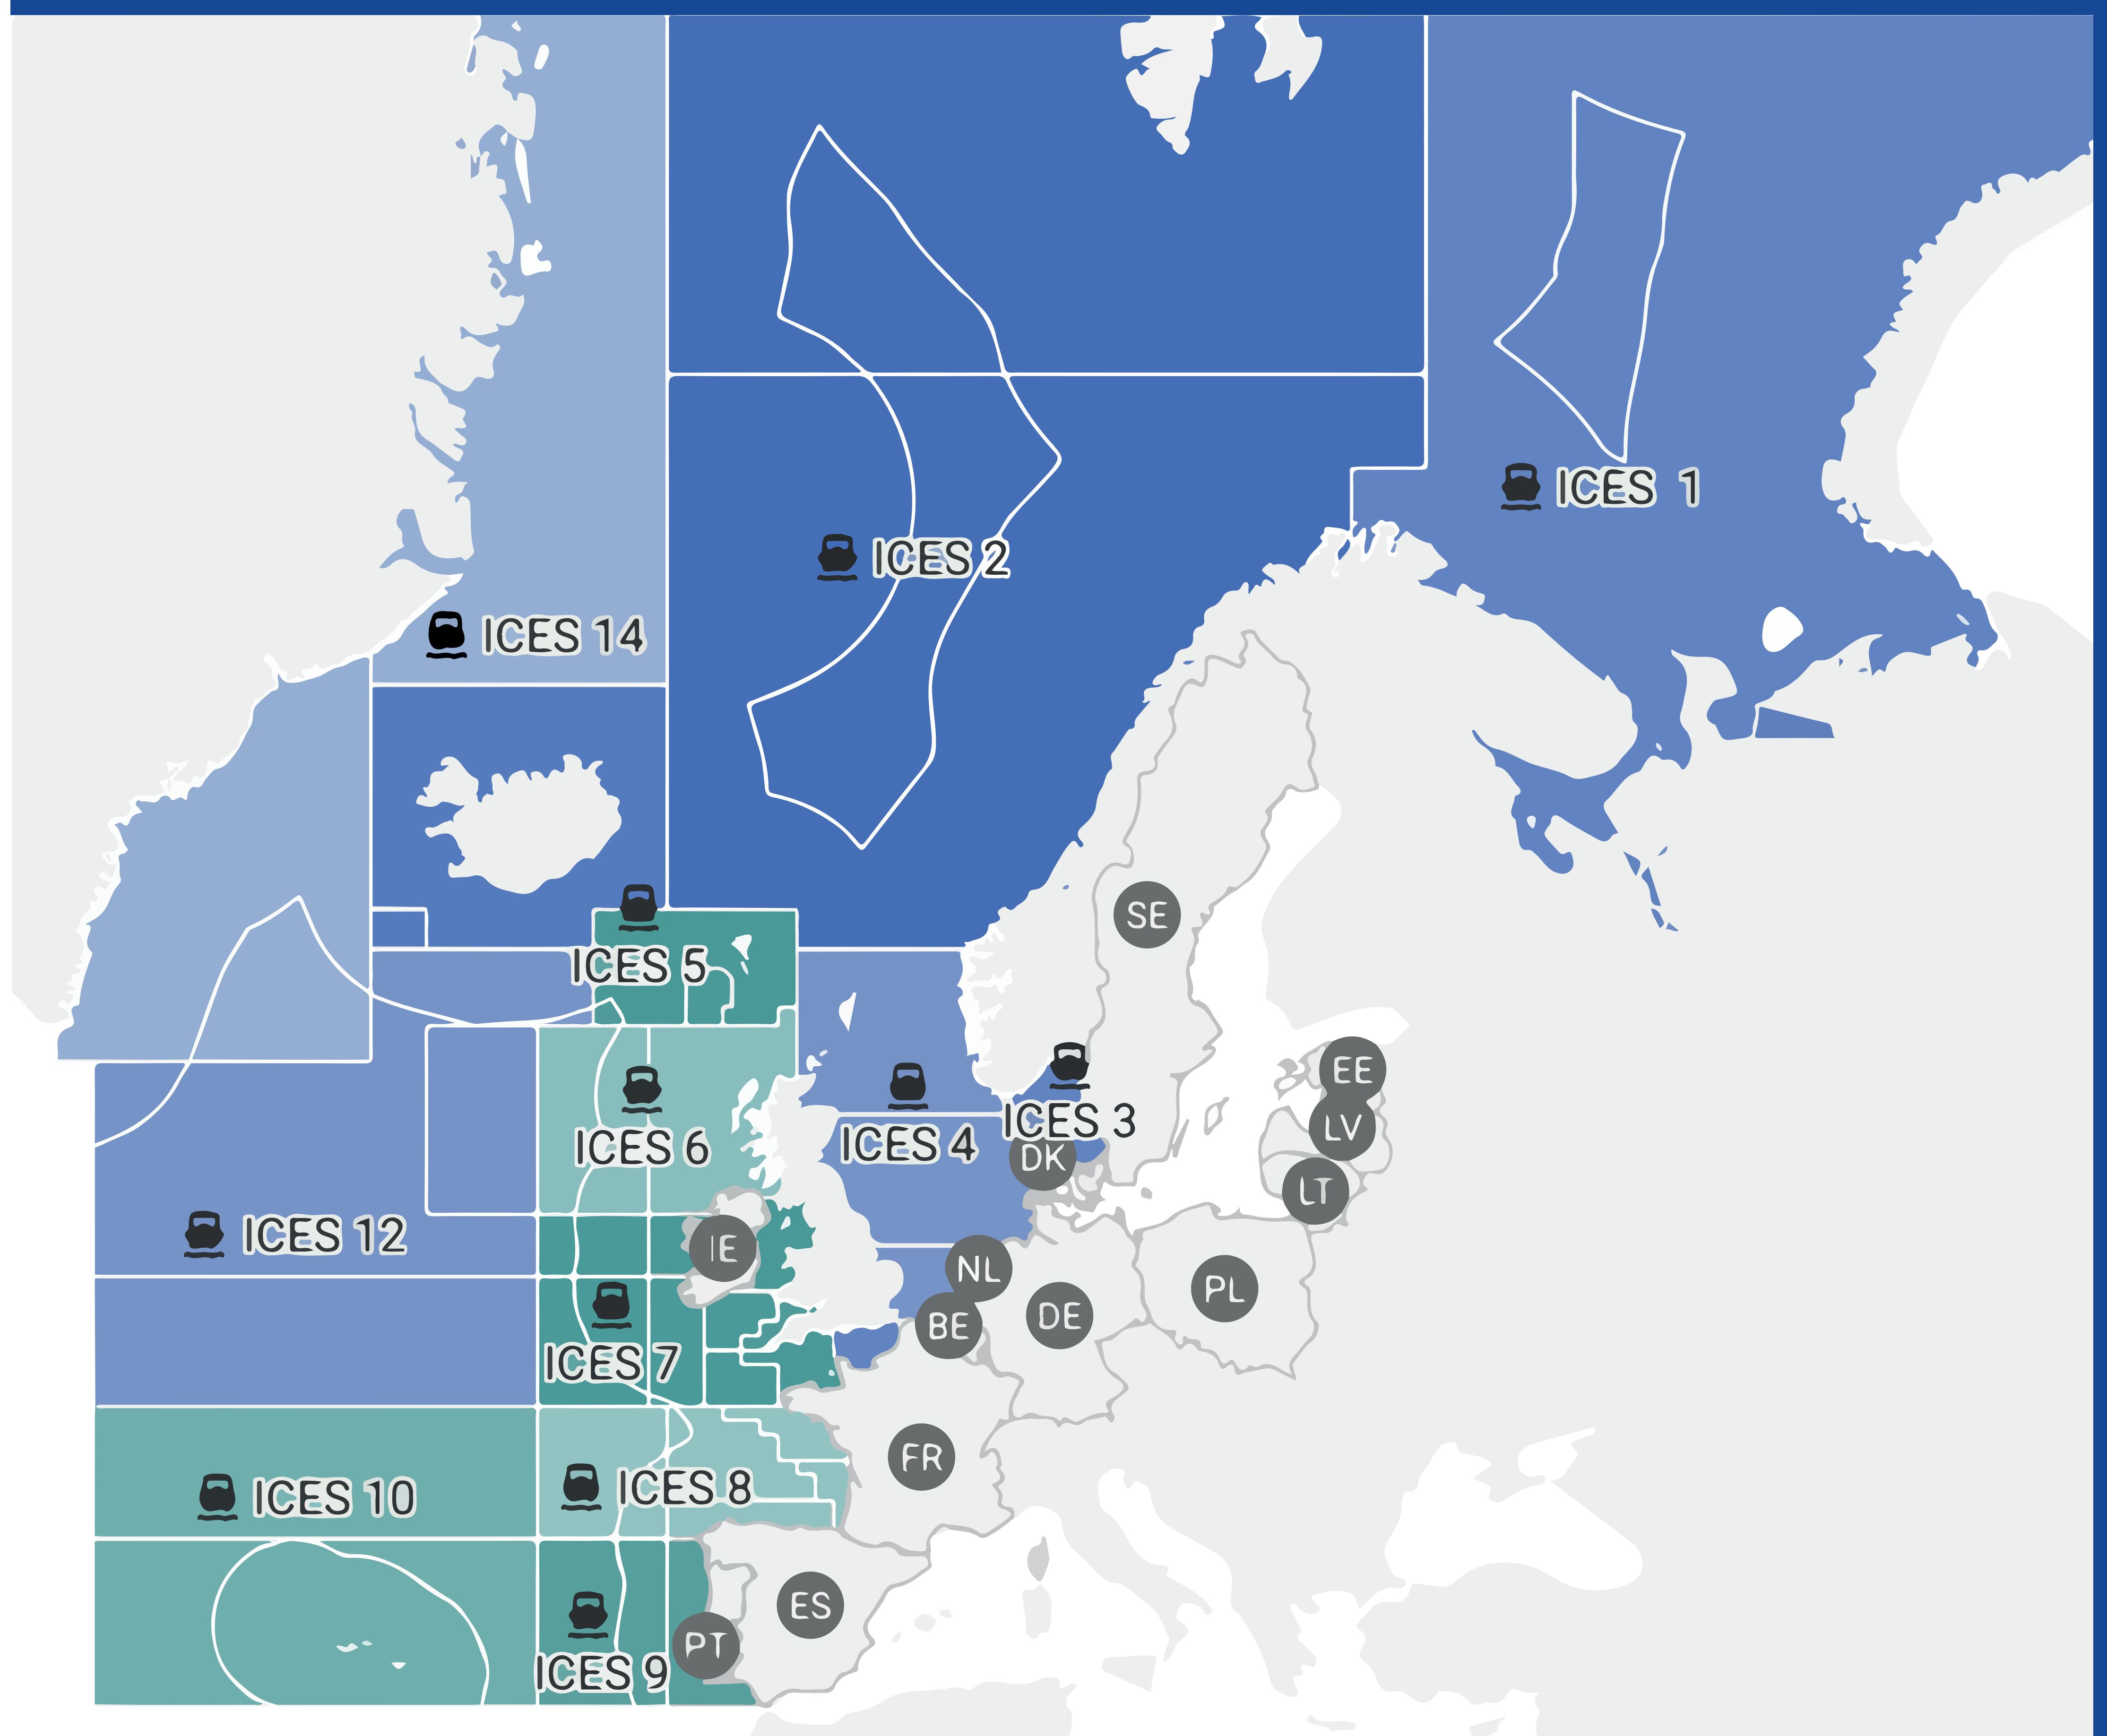 ICES 1
ICES 2
ICES 14
SE
ICES 5
EE
ICES 3
LV
ICES 6
ICES 4
DK
LT
ICES 12
IE
NL
PL
BE
DE
ICES 7
FR
ICES 8
ICES 10
ES
PT
ICES 9